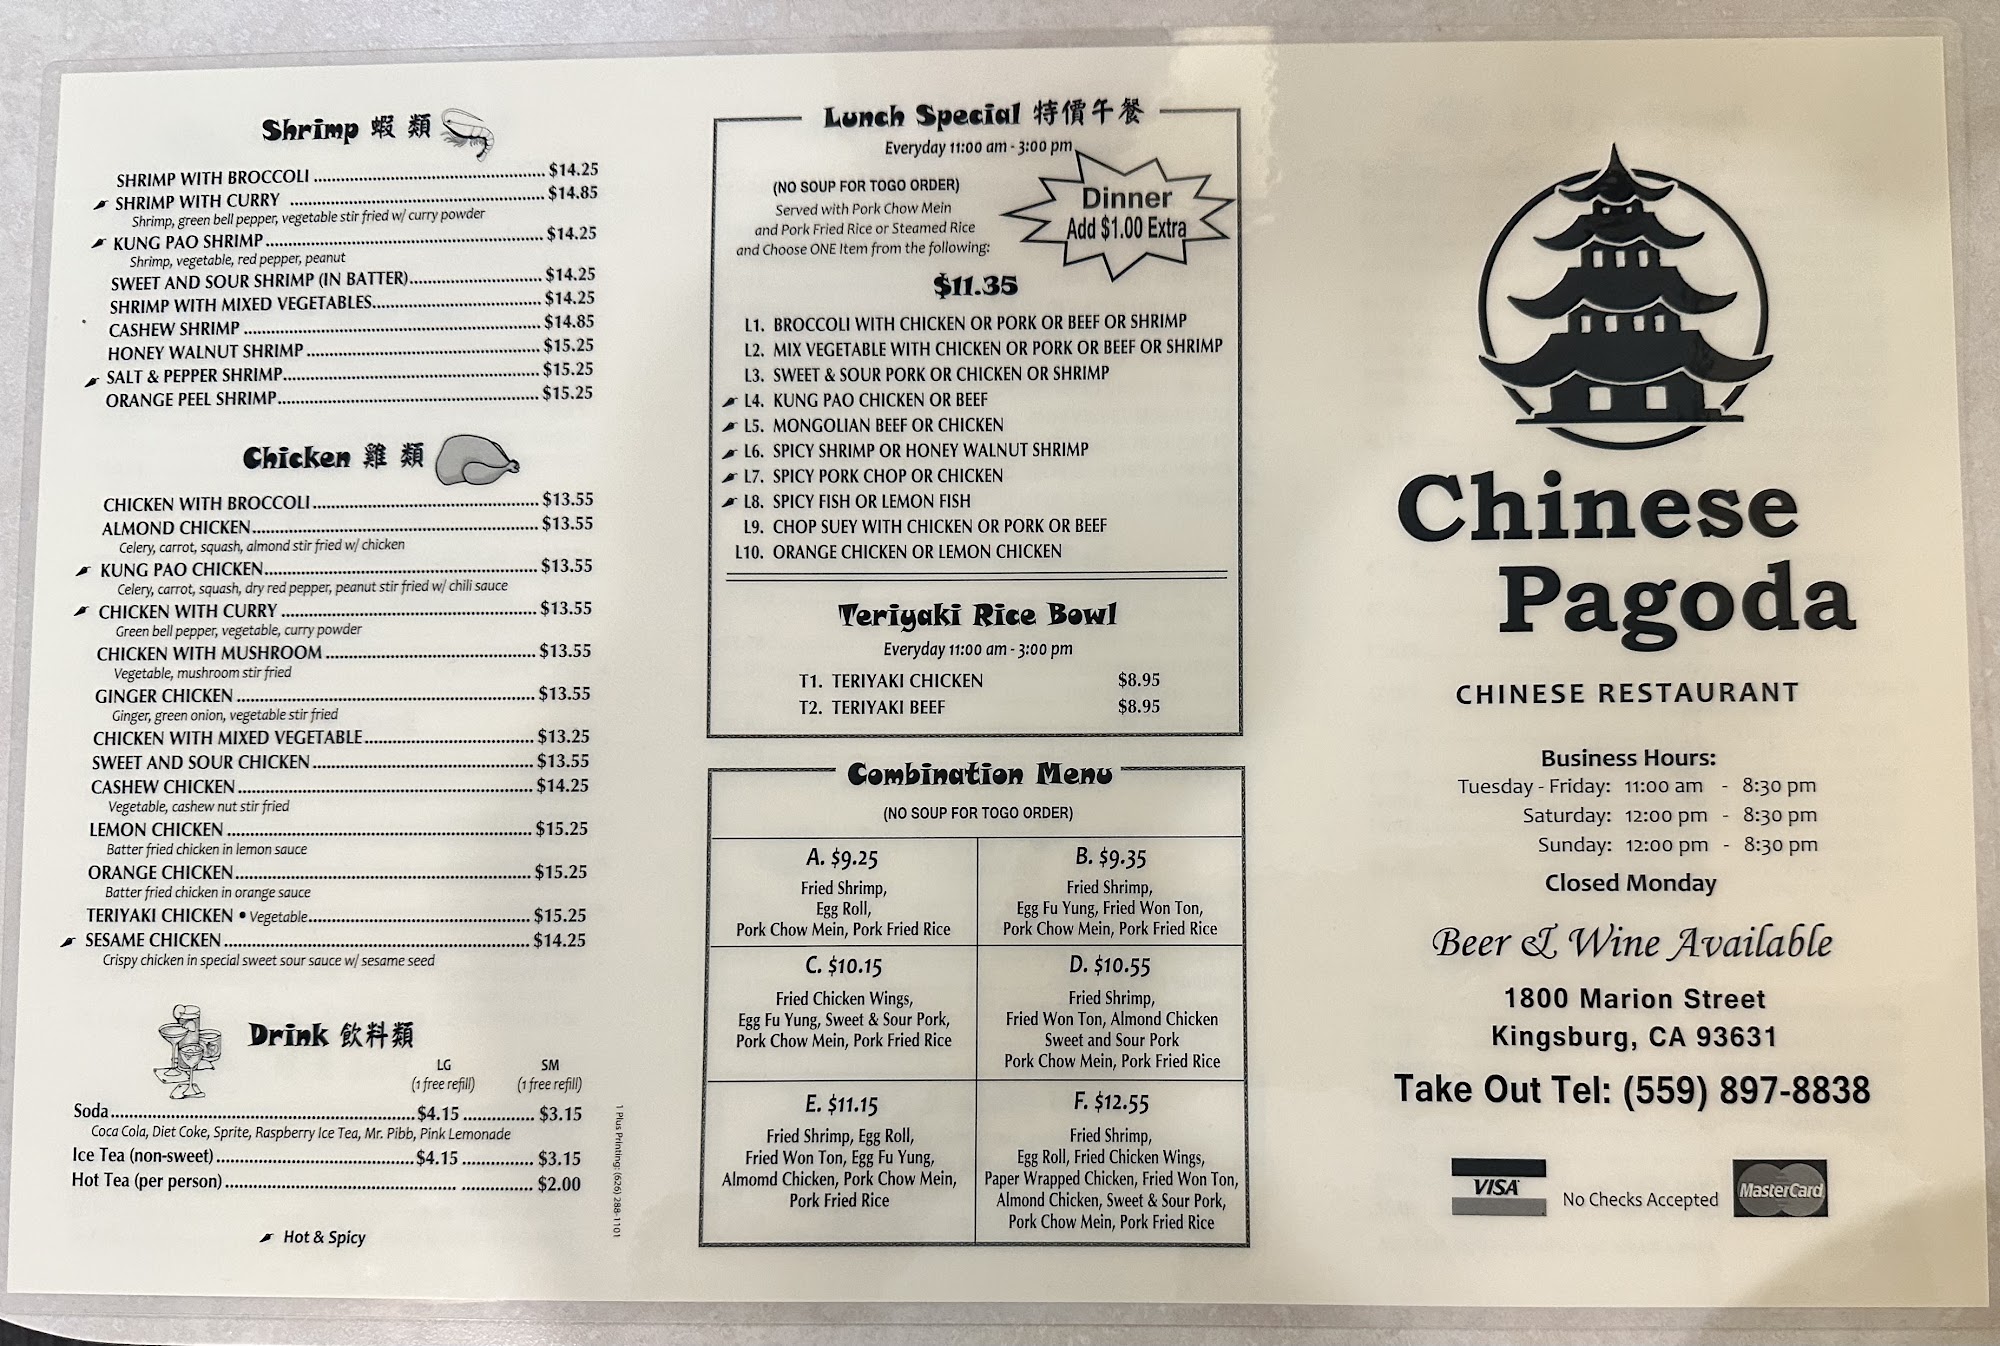 Shrimp 蝦 類
SHRIMP WITH BROCCOLI $14.25
SHRIMP WITH CURRY $14.85
Shrimp, green bell pepper, vegetable stir fried w/ curry powder
KUNG PAO SHRIMP $14.25
Shrimp, vegetable, red pepper, peanut
SWEET AND SOUR SHRIMP (IN BATTER) $14.25
SHRIMP WITH MIXED VEGETABLES $14.25
CASHEW SHRIMP $14.85
HONEY WALNUT SHRIMP $15.25
SALT & PEPPER SHRIMP $15.25
ORANGE PEEL SHRIMP $15.25
Chicken 雞 類
CHICKEN WITH BROCCOLI $13.55
ALMOND CHICKEN $13.55
Celery, carrot, squash, almond stir fried w/ chicken
KUNG PAO CHICKEN $13.55
Celery, carrot, squash, dry red pepper, peanut stir fried w/ chili sauce
CHICKEN WITH CURRY $13.55
Green bell pepper, vegetable, curry powder
CHICKEN WITH MUSHROOM $13.55
Vegetable, mushroom stir fried
GINGER CHICKEN $13.55
Ginger, green onion, vegetable stir fried
CHICKEN WITH MIXED VEGETABLE $13.25
SWEET AND SOUR CHICKEN $13.55
CASHEW CHICKEN $14.25
Vegetable, cashew nut stir fried
LEMON CHICKEN $15.25
Batter fried chicken in lemon sauce
ORANGE CHICKEN $15.25
Batter fried chicken in orange sauce
TERIYAKI CHICKEN • Vegetable $15.25
SESAME CHICKEN $14.25
Crispy chicken in special sweet sour sauce w/ sesame seed
Drink 飲料類
LG SM
(1 free refill) (1 free refill)
Soda $4.15 $3.15
Coca Cola, Diet Coke, Sprite, Raspberry Ice Tea, Mr. Pibb, Pink Lemonade
Ice Tea (non-sweet) $4.15 $3.15
Hot Tea (per person) $2.00
Hot & Spicy
1 Plus Printing: (626) 288-1101
Lunch Special 特價午餐
Everyday 11:00 am - 3:00 pm
(NO SOUP FOR TOGO ORDER)
Served with Pork Chow Mein
and Pork Fried Rice or Steamed Rice
and Choose ONE Item from the following:
Dinner
Add $1.00 Extra
$11.35
L1. BROCCOLI WITH CHICKEN OR PORK OR BEEF OR SHRIMP
L2. MIX VEGETABLE WITH CHICKEN OR PORK OR BEEF OR SHRIMP
L3. SWEET & SOUR PORK OR CHICKEN OR SHRIMP
L4. KUNG PAO CHICKEN OR BEEF
L5. MONGOLIAN BEEF OR CHICKEN
L6. SPICY SHRIMP OR HONEY WALNUT SHRIMP
L7. SPICY PORK CHOP OR CHICKEN
L8. SPICY FISH OR LEMON FISH
L9. CHOP SUEY WITH CHICKEN OR PORK OR BEEF
L10. ORANGE CHICKEN OR LEMON CHICKEN
Teriyaki Rice Bowl
Everyday 11:00 am - 3:00 pm
T1. TERIYAKI CHICKEN $8.95
T2. TERIYAKI BEEF $8.95
Combination Menu
(NO SOUP FOR TOGO ORDER)
A. $9.25
Fried Shrimp,
Egg Roll,
Pork Chow Mein, Pork Fried Rice
B. $9.35
Fried Shrimp,
Egg Fu Yung, Fried Won Ton,
Pork Chow Mein, Pork Fried Rice
C. $10.15
Fried Chicken Wings,
Egg Fu Yung, Sweet & Sour Pork,
Pork Chow Mein, Pork Fried Rice
D. $10.55
Fried Shrimp,
Fried Won Ton, Almond Chicken
Sweet and Sour Pork
Pork Chow Mein, Pork Fried Rice
E. $11.15
Fried Shrimp, Egg Roll,
Fried Won Ton, Egg Fu Yung,
Almomd Chicken, Pork Chow Mein,
Pork Fried Rice
F. $12.55
Fried Shrimp,
Egg Roll, Fried Chicken Wings,
Paper Wrapped Chicken, Fried Won Ton,
Almond Chicken, Sweet & Sour Pork,
Pork Chow Mein, Pork Fried Rice
Chinese
Pagoda
CHINESE RESTAURANT
Business Hours:
Tuesday - Friday: 11:00 am - 8:30 pm
Saturday: 12:00 pm - 8:30 pm
Sunday: 12:00 pm - 8:30 pm
Closed Monday
Beer & Wine Available
1800 Marion Street
Kingsburg, CA 93631
Take Out Tel: (559) 897-8838
VISA No Checks Accepted MasterCard